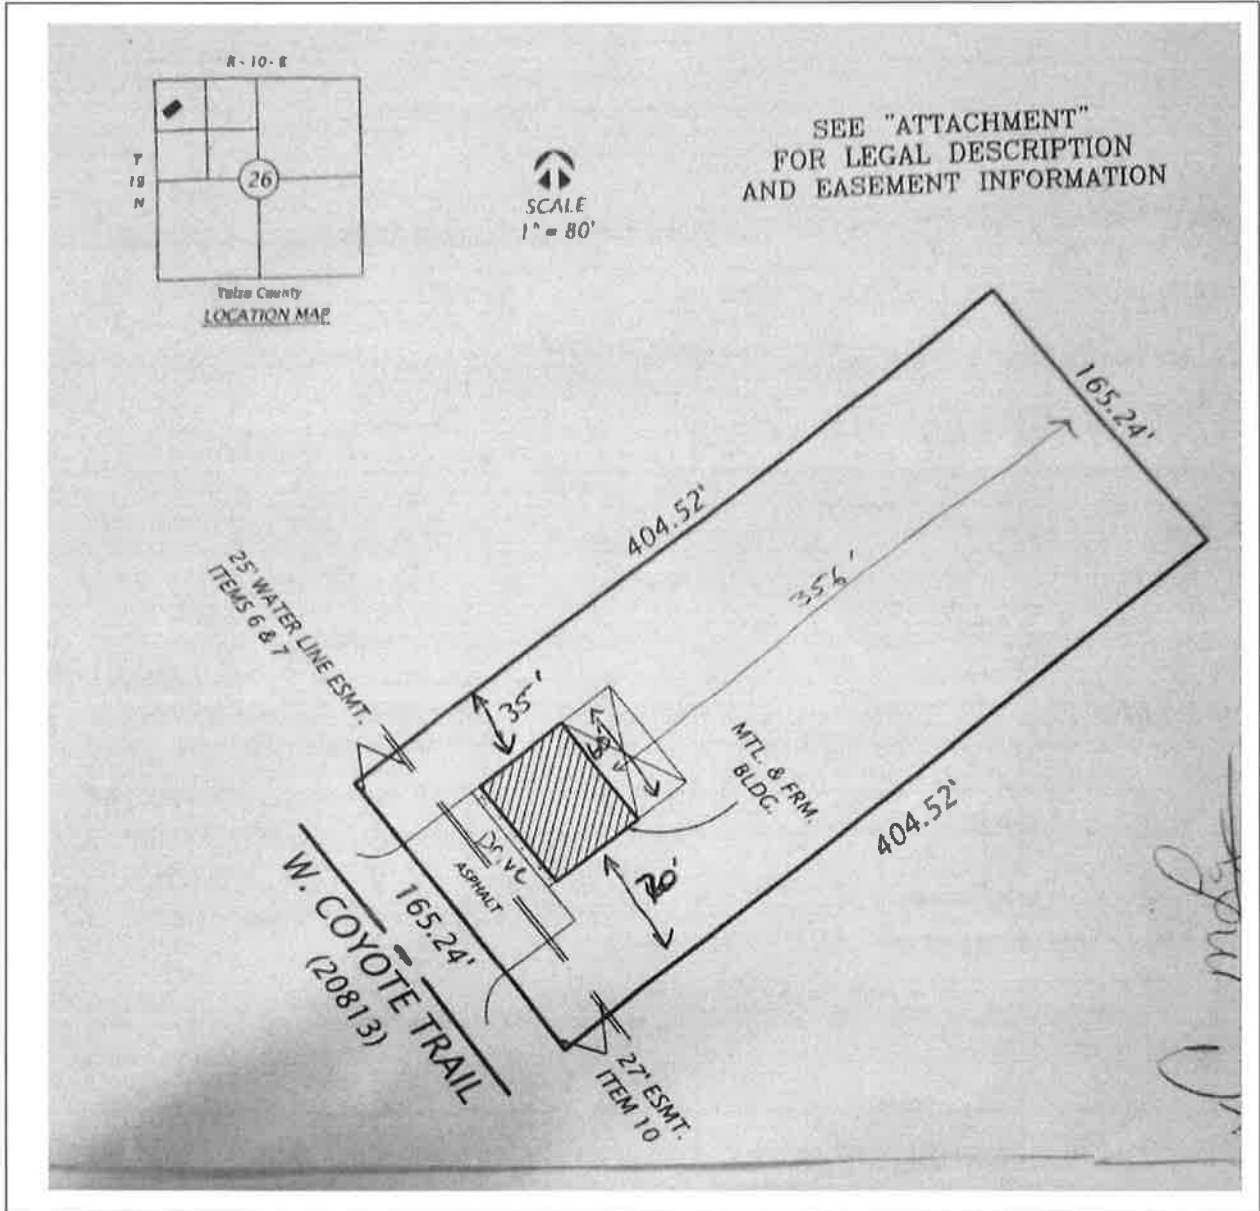 R-10-E
T
19
N
26
Tulsa County
LOCATION MAP
SCALE
1" = 80'
SEE "ATTACHMENT"
FOR LEGAL DESCRIPTION
AND EASEMENT INFORMATION
165.24'
404.52'
356'
25' WATER LINE ESMT.
ITEMS 6 & 7
35'
MTL. & FRM.
BLDG.
404.52'
Drive
ASPHALT
165.24'
W. COYOTE TRAIL
(20813)
27' ESMT.
ITEM 10